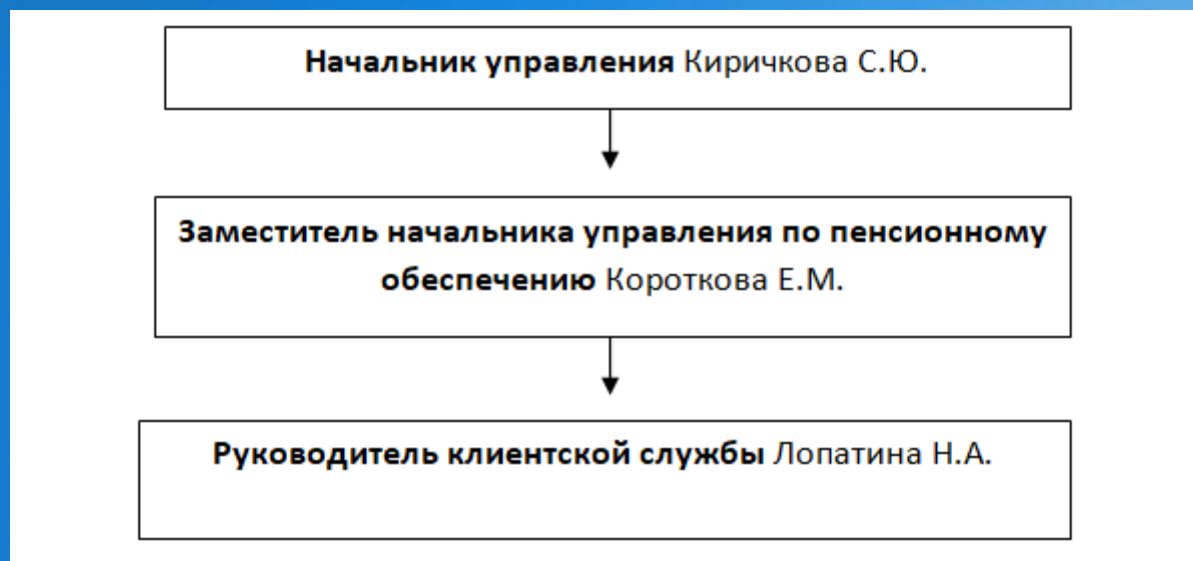 Начальник управления Киричкова С.Ю.
Заместитель начальника управления по пенсионному
обеспечению Короткова Е.М.
Руководитель клиентской службы Лопатина Н.А.